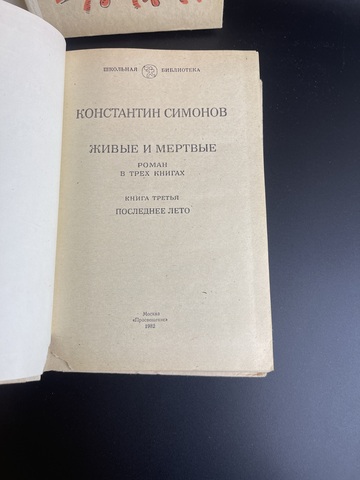 ШКОЛЬНАЯ БИБЛИОТЕКА
КОНСТАНТИН СИМОНОВ
ЖИВЫЕ И МЕРТВЫЕ
РОМАН
В ТРЕХ КНИГАХ
КНИГА ТРЕТЬЯ
ПОСЛЕДНЕЕ ЛЕТО
Москва
«Просвещение»
1982